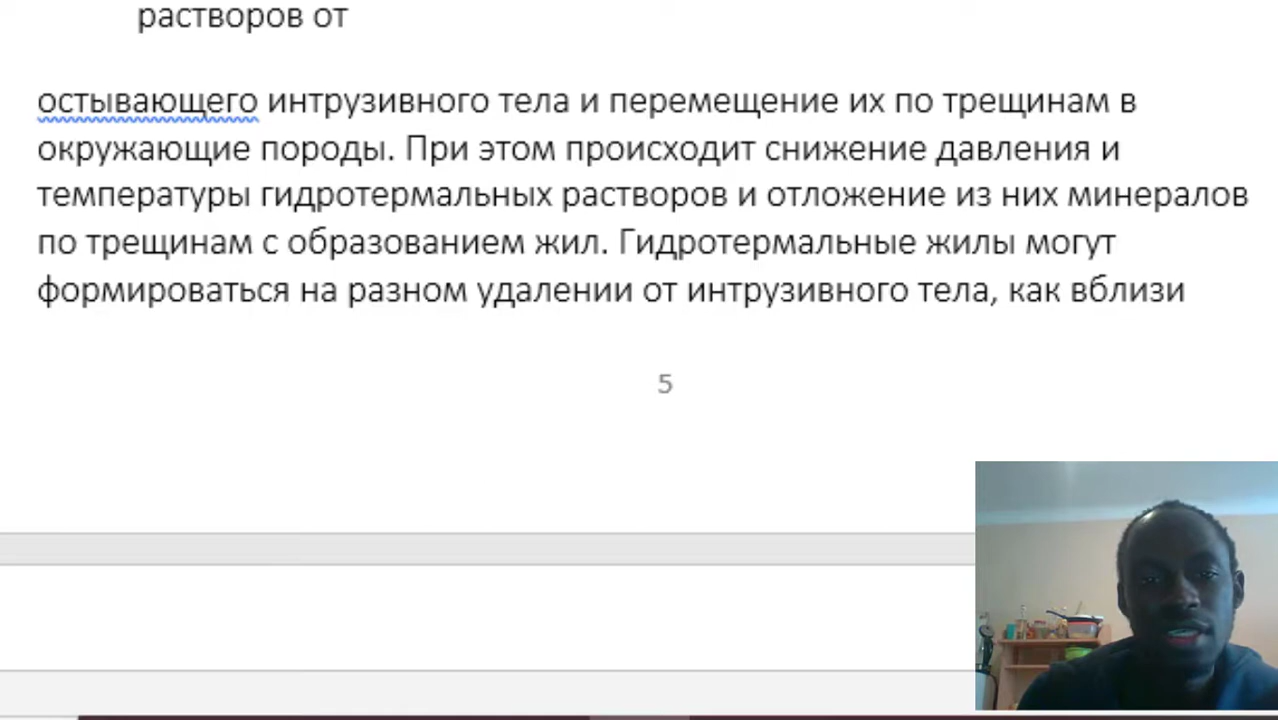 растворов от
остывающего интрузивного тела и перемещение их по трещинам в
окружающие породы. При этом происходит снижение давления и
температуры гидротермальных растворов и отложение из них минералов
по трещинам с образованием жил. Гидротермальные жилы могут
формироваться на разном удалении от интрузивного тела, как вблизи
5